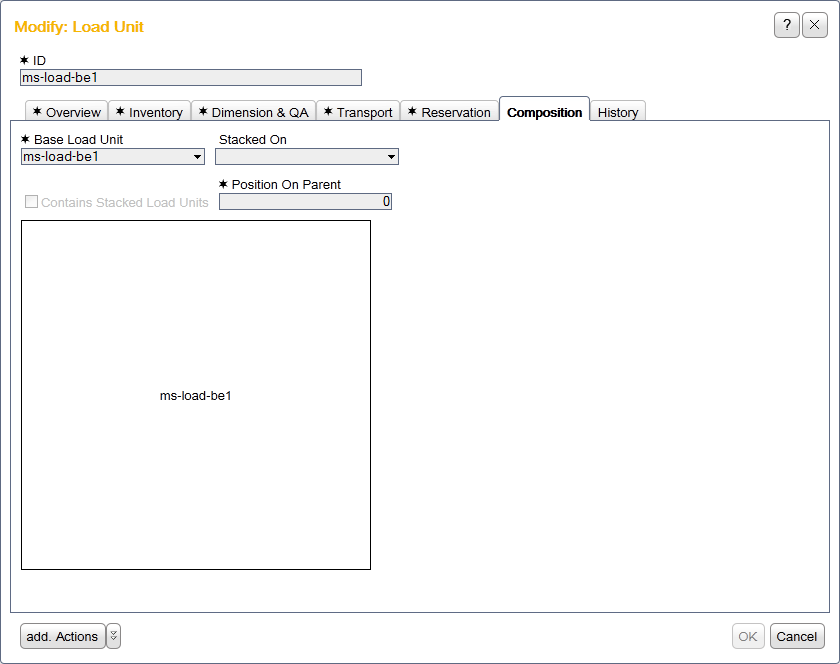 Modify: Load Unit
?
✶ ID
ms-load-be1
✶ Overview ✶ Inventory ✶ Dimension & QA ✶ Transport ✶ Reservation Composition History
✶ Base Load Unit Stacked On
ms-load-be1
✶ Position On Parent
Contains Stacked Load Units 0
ms-load-be1
add. Actions OK Cancel